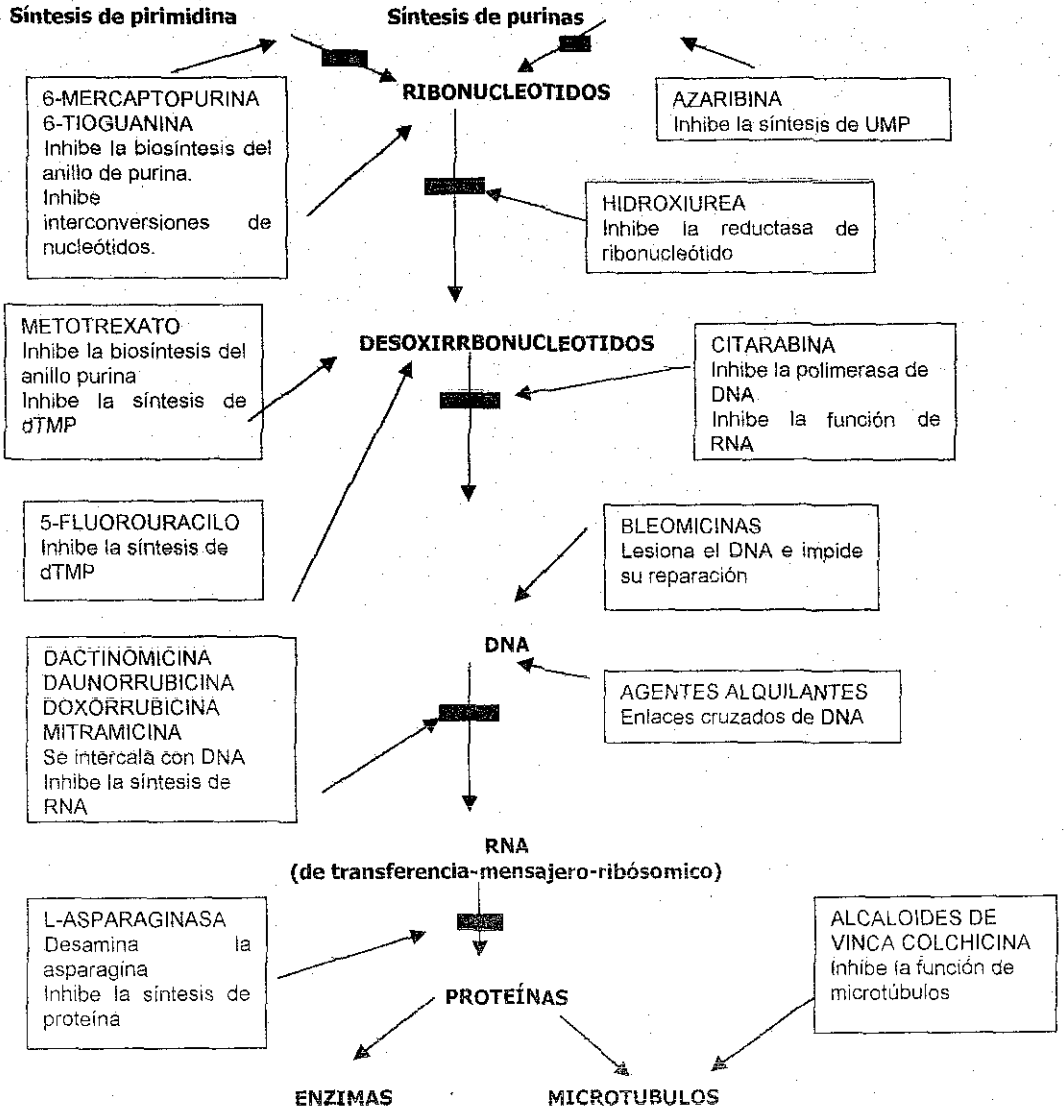 Síntesis de pirimidina
Síntesis de purinas
6-MERCAPTOPURINA
6-TIOGUANINA
Inhibe la biosíntesis del
anillo de purina.
Inhibe
interconversiones de
nucleótidos.
RIBONUCLEOTIDOS
AZARIBINA
Inhibe la síntesis de UMP
HIDROXIUREA
Inhibe la reductasa de
ribonucleótido
METOTREXATO
Inhibe la biosíntesis del
anillo purina
Inhibe la síntesis de
dTMP
DESOXIRRBONUCLEOTIDOS
CITARABINA
Inhibe la polimerasa de
DNA
Inhibe la función de
RNA
5-FLUOROURACILO
Inhibe la síntesis de
dTMP
BLEOMICINAS
Lesiona el DNA e impide
su reparación
DNA
DACTINOMICINA
DAUNORRUBICINA
DOXORRUBICINA
MITRAMICINA
Se intercala con DNA
Inhibe la síntesis de
RNA
AGENTES ALQUILANTES
Enlaces cruzados de DNA
RNA
(de transferencia-mensajero-ribósomico)
L-ASPARAGINASA
Desamina la
asparagina
Inhibe la síntesis de
proteína
ALCALOIDES DE
VINCA COLCHICINA
Inhibe la función de
microtúbulos
PROTEÍNAS
ENZIMAS
MICROTUBULOS